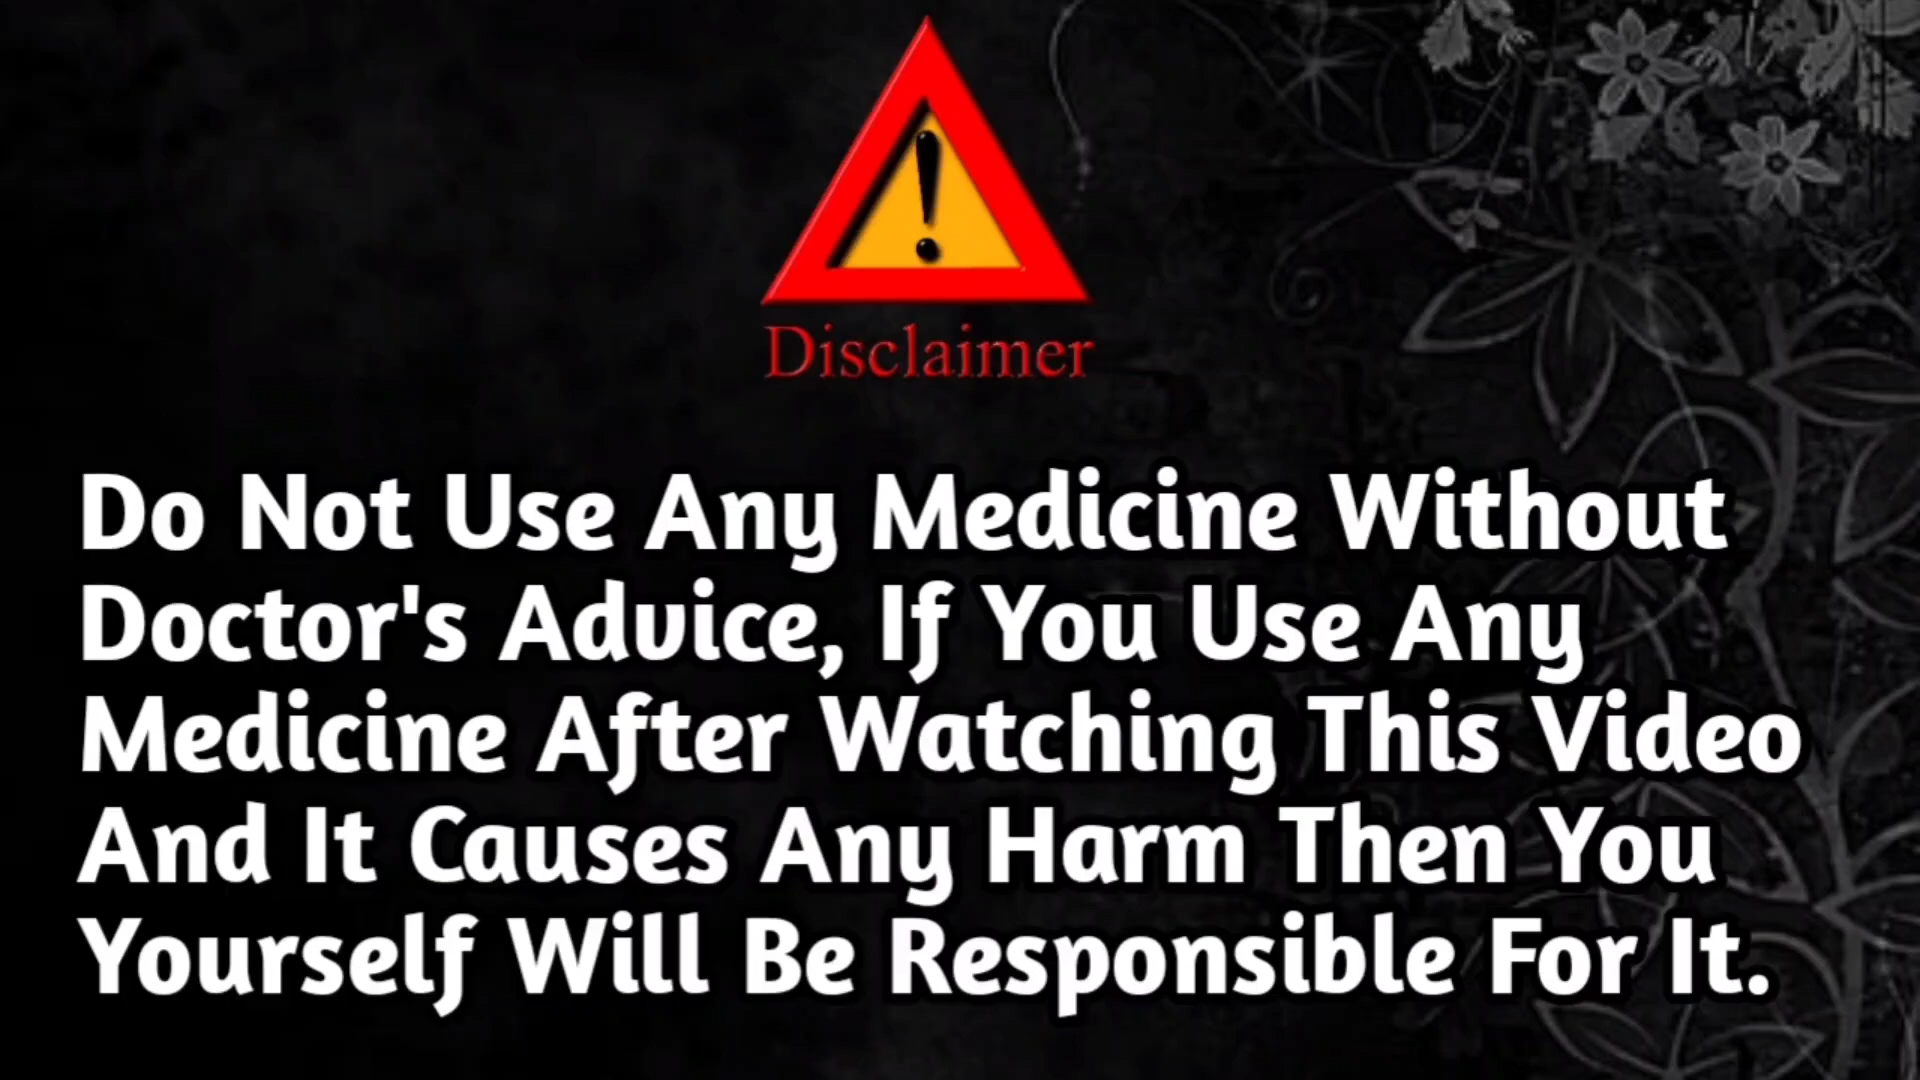 Disclaimer
Do Not Use Any Medicine Without
Doctor's Advice, If You Use Any
Medicine After Watching This Video
And It Causes Any Harm Then You
Yourself Will Be Responsible For It.